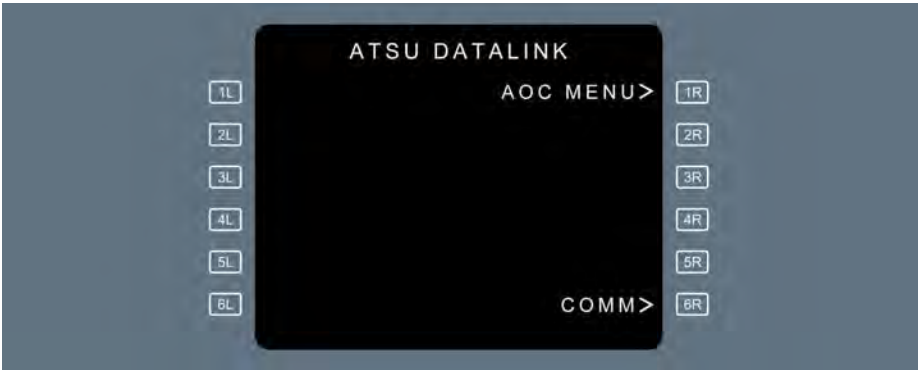 ATSU DATALINK
1L AOC MENU> 1R
2L 2R
3L 3R
4L 4R
5L 5R
6L COMM> 6R